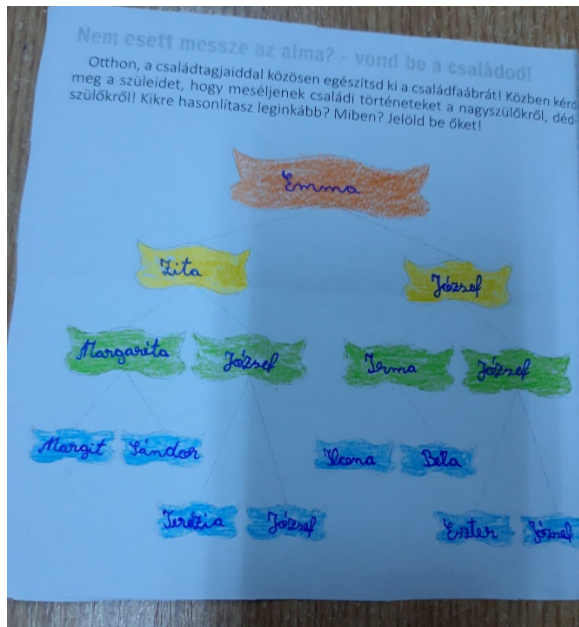 Nem esett messze az alma? - vond be a családod!
Otthon, a családtagjaiddal közösen egészítsd ki a családfaábrát! Közben kérd
meg a szüleidet, hogy meséljenek családi történeteket a nagyszülőkről, déd-
szülőkről! Kikre hasonlítasz leginkább? Miben? Jelöld be őket!
Emma
Zita József
Margaréta József Irma József
Margit Sándor Ilona Béla
Terézia József Eszter József